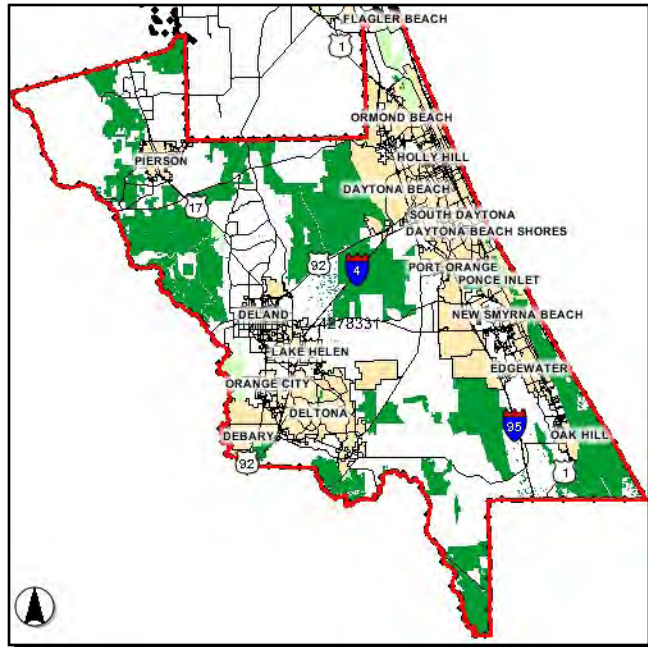 FLAGLER BEACH
1
ORMOND BEACH
HOLLY HILL
PIERSON
DAYTONA BEACH
17
SOUTH DAYTONA
DAYTONA BEACH SHORES
92
4
PORT ORANGE
PONCE INLET
DELAND
NEW SMYRNA BEACH
4278331
LAKE HELEN
EDGEWATER
ORANGE CITY
DELTONA
95
DEBARY
OAK HILL
92
1